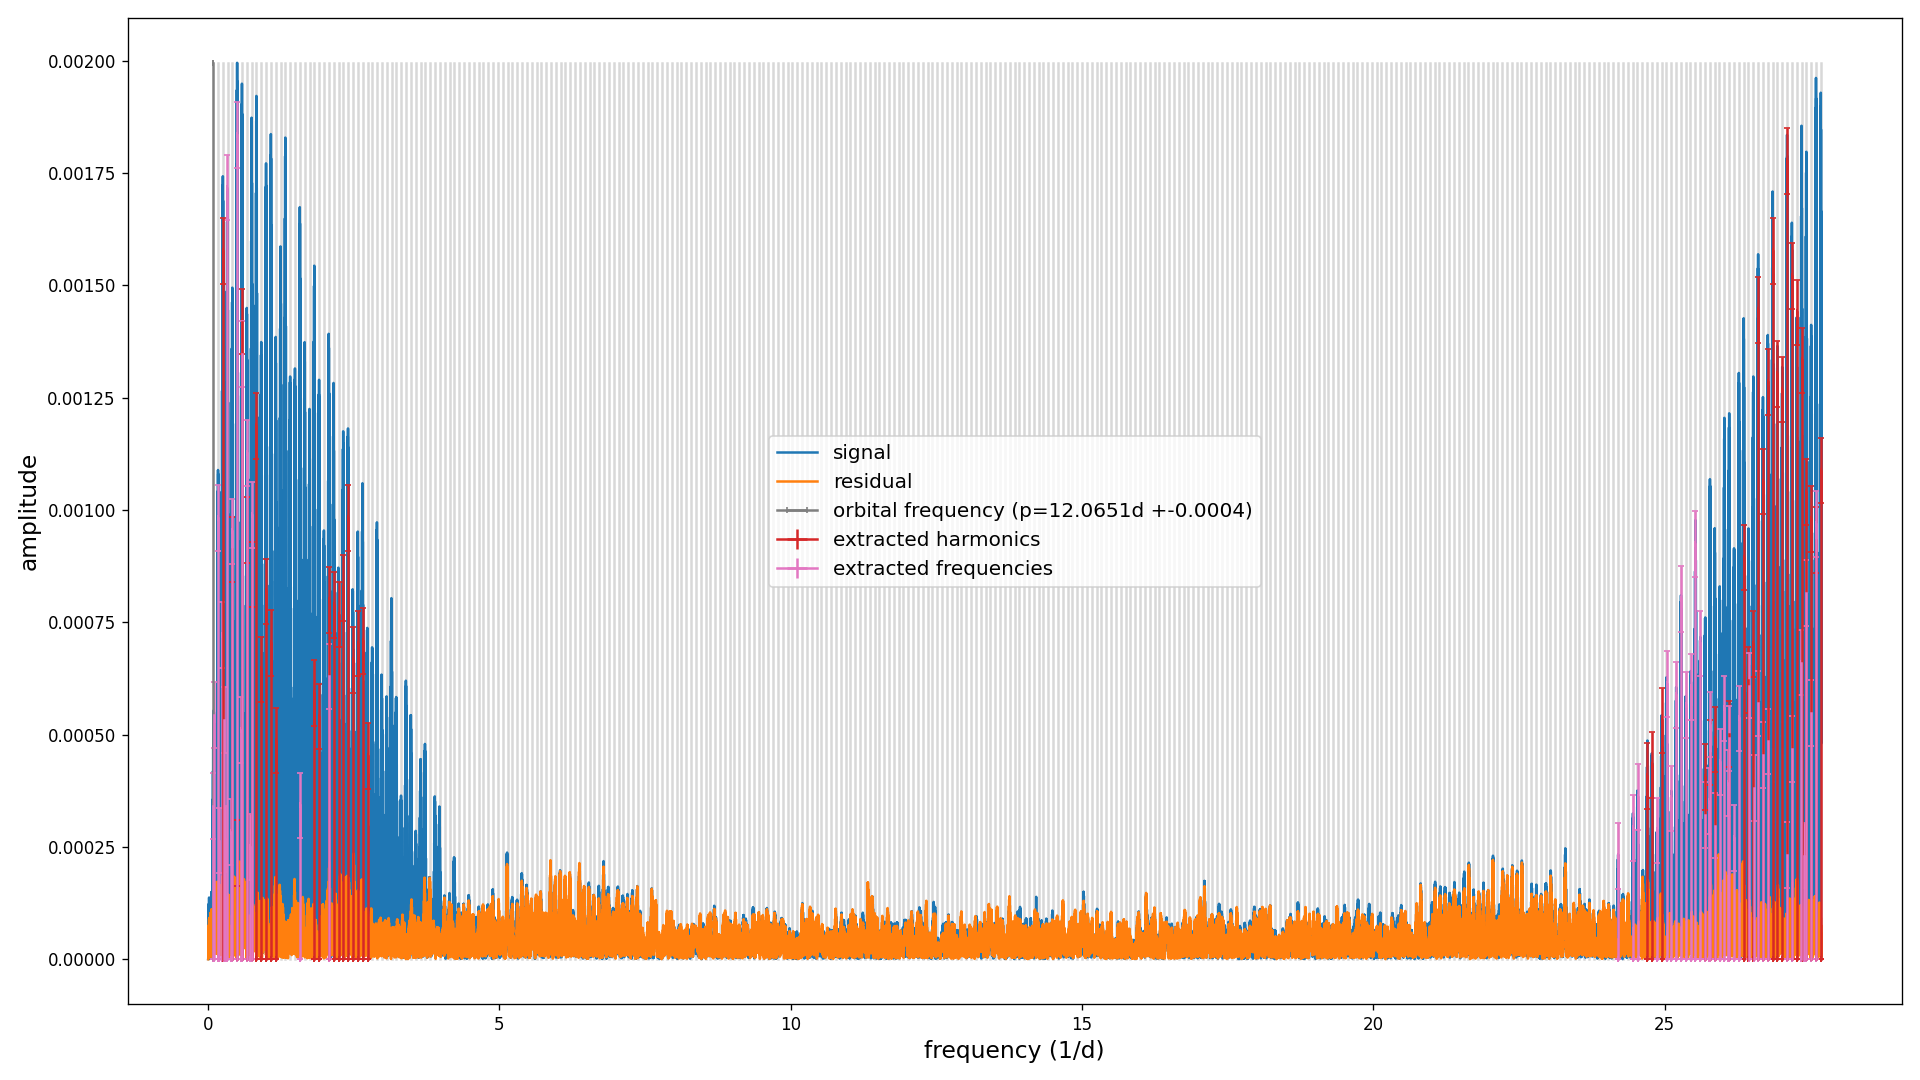 0.00200
0.00175
0.00150
0.00125
0.00100
0.00075
0.00050
0.00025
0.00000
amplitude
signal
residual
orbital frequency (p=12.0651d +-0.0004)
extracted harmonics
extracted frequencies
0 5 10 15 20 25
frequency (1/d)